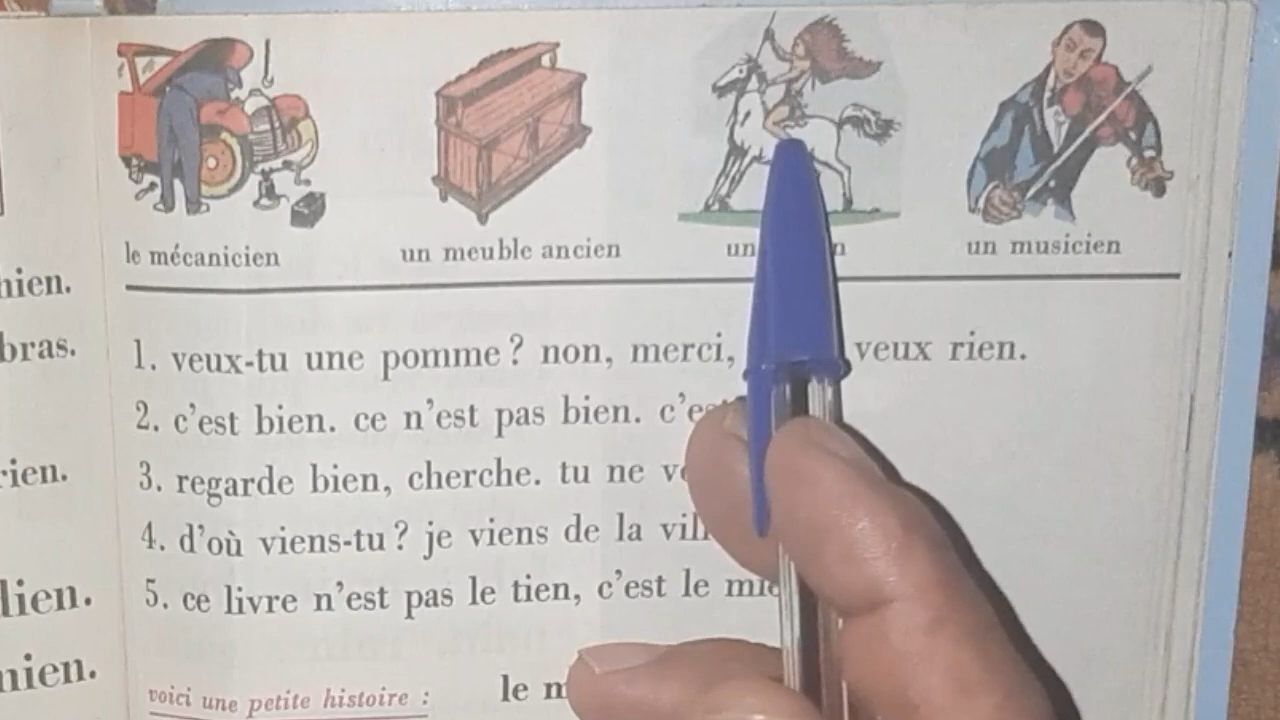 le mécanicien un meuble ancien un musicien
hien.
bras.
rien.
lien.
nien.
1. veux-tu une pomme ? non, merci, veux rien.
2. c'est bien. ce n'est pas bien.
3. regarde bien, cherche. tu ne
4. d'où viens-tu ? je viens de la
5. ce livre n'est pas le tien, c'est le
voici une petite histoire : le